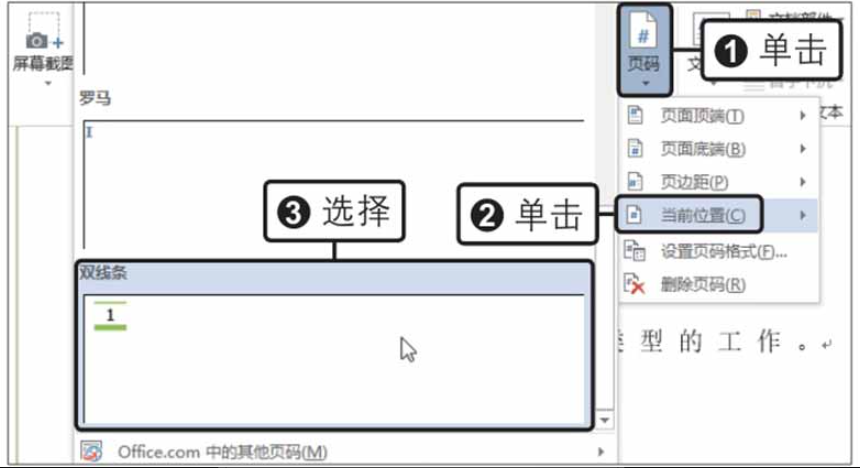 屏幕截图
罗马
I
双线条
1
Office.com 中的其他页码(M)
页码
❶ 单击
文
文本
页面顶端(T)
页面底端(B)
页边距(P)
当前位置(C)
设置页码格式(F)...
删除页码(R)
❷ 单击
❸ 选择
型的工作。